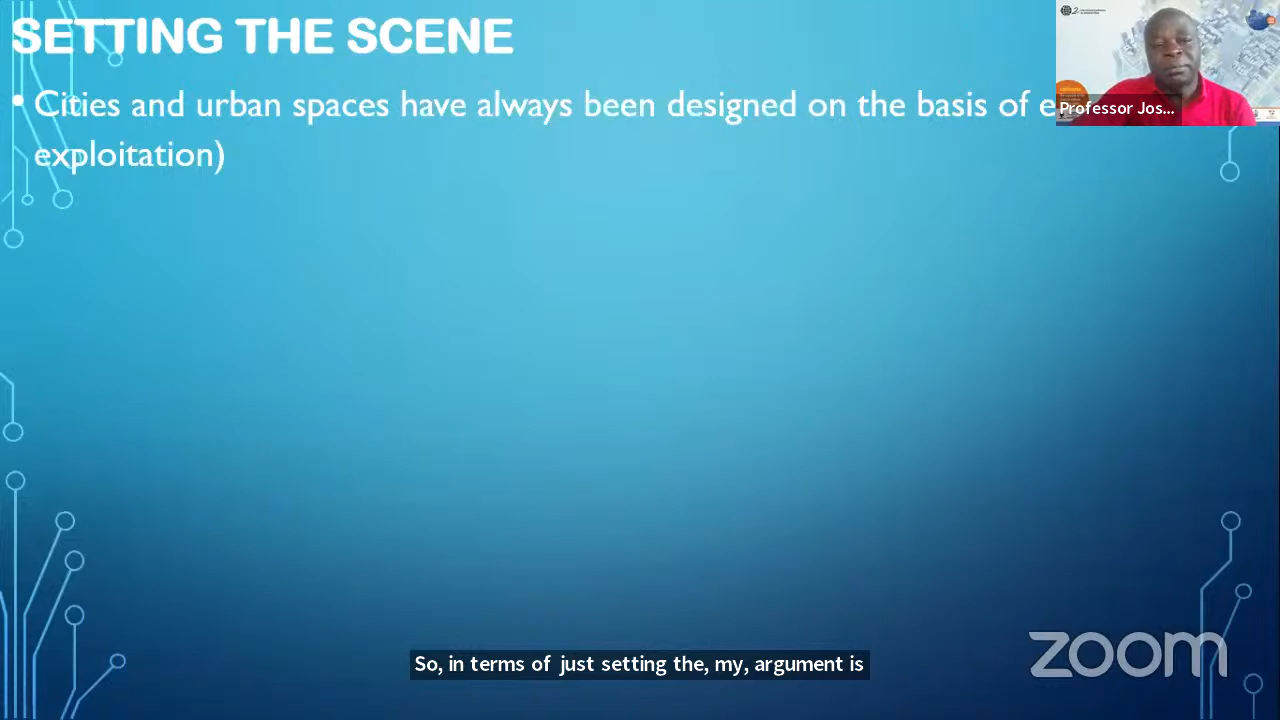 SETTING THE SCENE
• Cities and urban spaces have always been designed on the basis of
exploitation)
Professor Jos...
So, in terms of just setting the, my, argument is
zoom